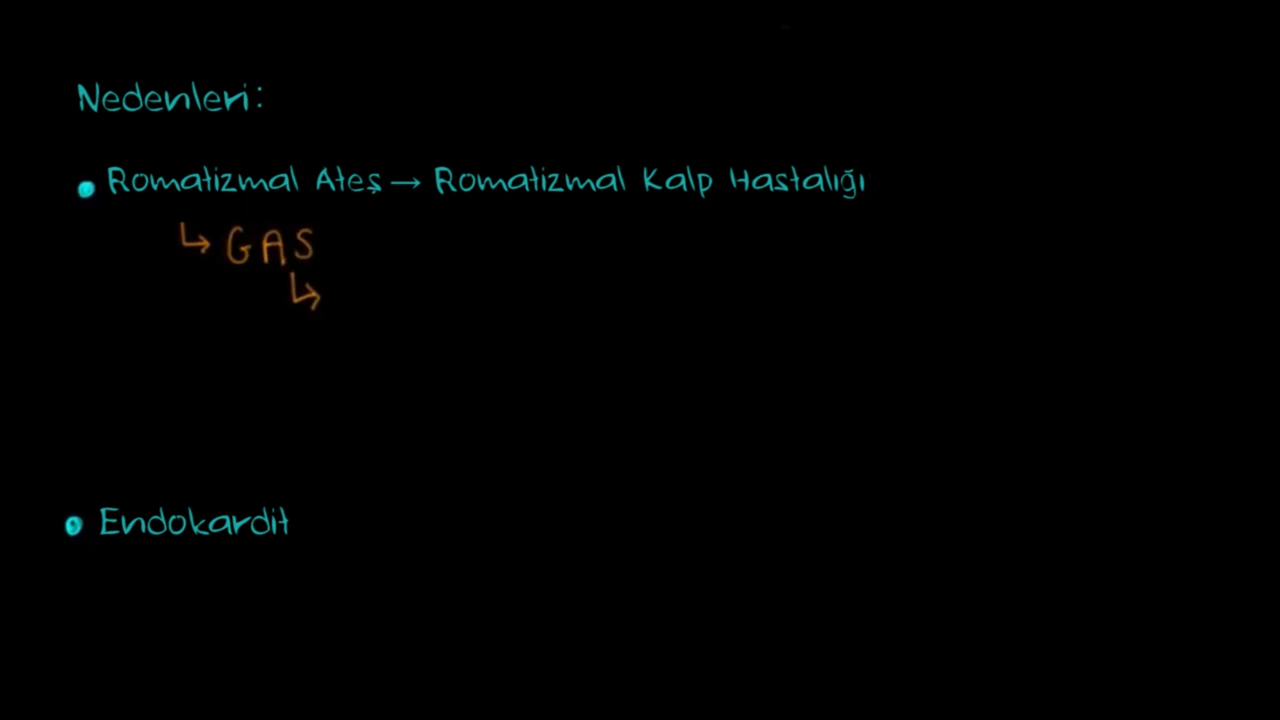 Nedenleri:
• Romatizmal Ateş → Romatizmal Kalp Hastalığı
↳ GAS
↳
• Endokardit